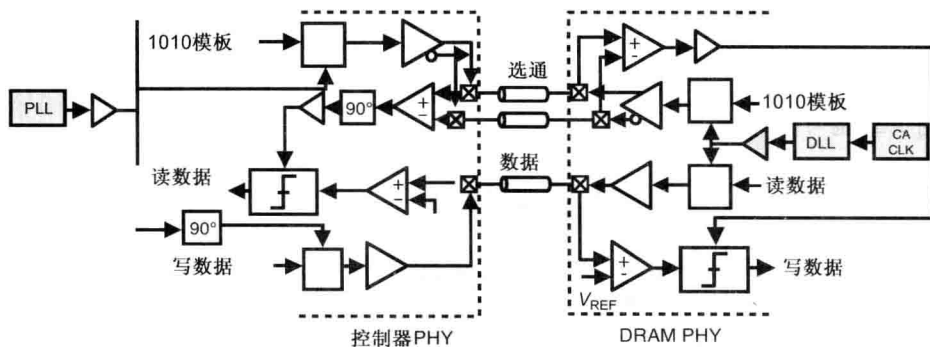 1010模板
选通
PLL
90°
1010模板
DLL
CA
CLK
数据
读数据
读数据
90°
写数据
写数据
VREF
控制器PHY
DRAM PHY
+
-
+
-
+
-
+
-